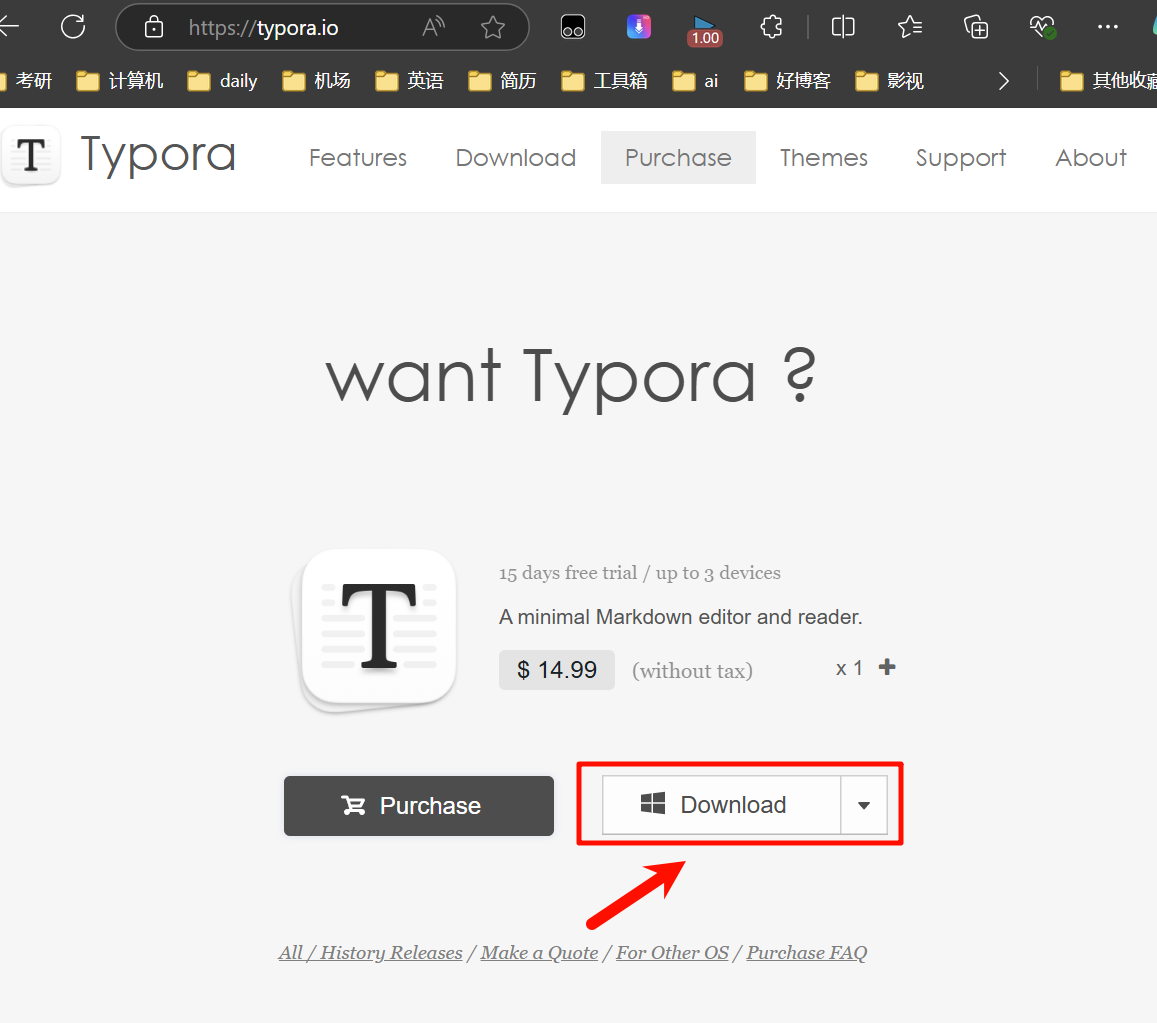 https://typora.io
1.00
考研 计算机 daily 机场 英语 简历 工具箱 ai 好博客 影视 其他收藏
T Typora Features Download Purchase Themes Support About
want Typora ?
T
15 days free trial / up to 3 devices
A minimal Markdown editor and reader.
$ 14.99 (without tax) x 1 +
Purchase Download
All / History Releases / Make a Quote / For Other OS / Purchase FAQ